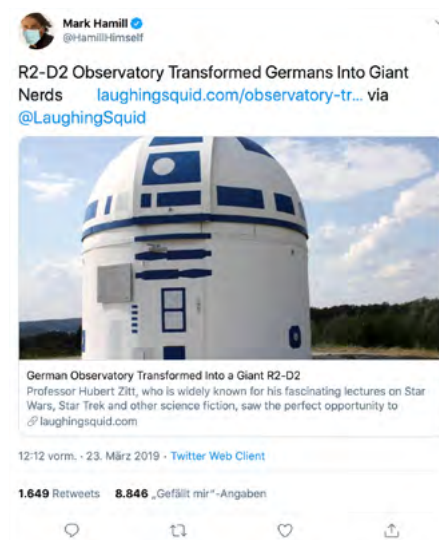 Mark Hamill
@HamillHimself
R2-D2 Observatory Transformed Germans Into Giant
Nerds laughingsquid.com/observatory-tr... via
@LaughingSquid
German Observatory Transformed Into a Giant R2-D2
Professor Hubert Zitt, who is widely known for his fascinating lectures on Star
Wars, Star Trek and other science fiction, saw the perfect opportunity to
laughingsquid.com
12:12 vorm. · 23. März 2019 · Twitter Web Client
1.649 Retweets 8.846 „Gefällt mir“-Angaben